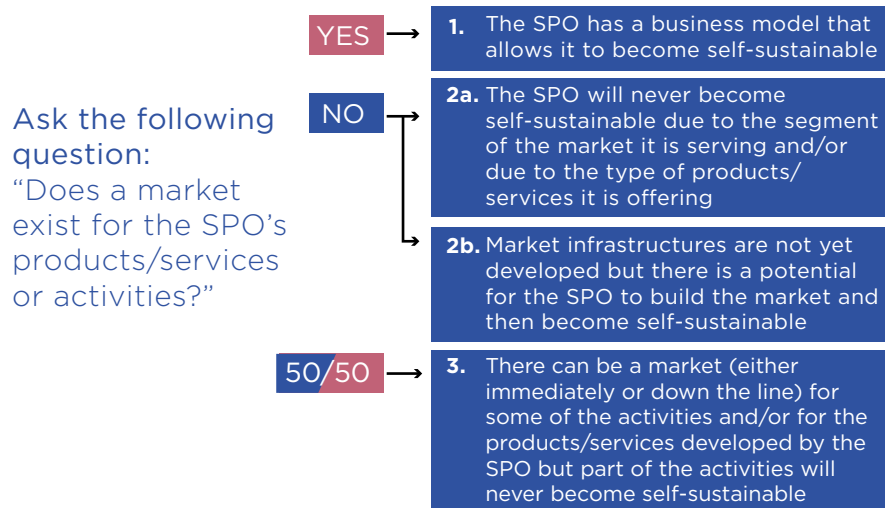 Ask the following
question:
“Does a market
exist for the SPO’s
products/services
or activities?”
YES
1. The SPO has a business model that
allows it to become self-sustainable
NO
2a. The SPO will never become
self-sustainable due to the segment
of the market it is serving and/or
due to the type of products/
services it is offering
2b. Market infrastructures are not yet
developed but there is a potential
for the SPO to build the market and
then become self-sustainable
50/50
3. There can be a market (either
immediately or down the line) for
some of the activities and/or for the
products/services developed by the
SPO but part of the activities will
never become self-sustainable